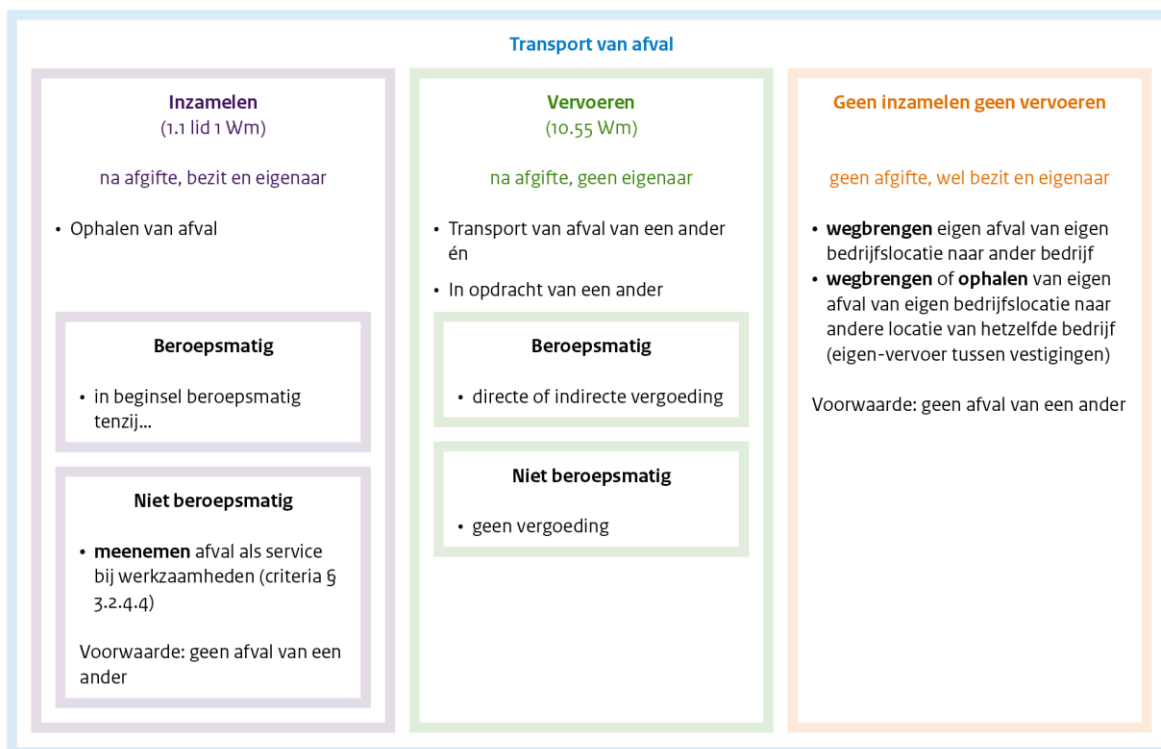 Transport van afval
Inzamelen
(1.1 lid 1 Wm)
na afgifte, bezit en eigenaar
• Ophalen van afval
Beroepsmatig
• in beginsel beroepsmatig
tenzij...
Niet beroepsmatig
• meenemen afval als service
bij werkzaamheden (criteria §
3.2.4.4)
Voorwaarde: geen afval van een
ander
Vervoeren
(10.55 Wm)
na afgifte, geen eigenaar
• Transport van afval van een ander
én
• In opdracht van een ander
Beroepsmatig
• directe of indirecte vergoeding
Niet beroepsmatig
• geen vergoeding
Geen inzamelen geen vervoeren
geen afgifte, wel bezit en eigenaar
• wegbrengen eigen afval van eigen
bedrijfslocatie naar ander bedrijf
• wegbrengen of ophalen van eigen
afval van eigen bedrijfslocatie naar
andere locatie van hetzelfde bedrijf
(eigen-vervoer tussen vestigingen)
Voorwaarde: geen afval van een ander